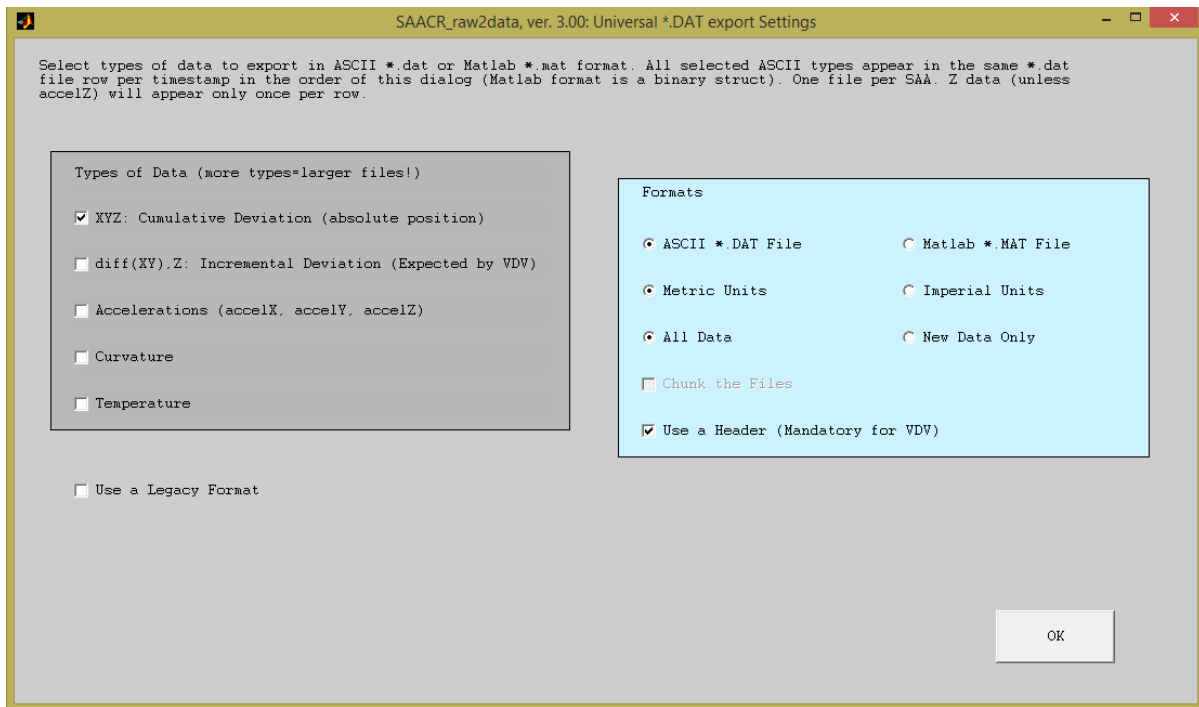 SAACR_raw2data, ver. 3.00: Universal *.DAT export Settings
Select types of data to export in ASCII *.dat or Matlab *.mat format. All selected ASCII types appear in the same *.dat
file row per timestamp in the order of this dialog (Matlab format is a binary struct). One file per SAA. Z data (unless
accelZ) will appear only once per row.
Types of Data (more types=larger files!)
XYZ: Cumulative Deviation (absolute position)
diff(XY),Z: Incremental Deviation (Expected by VDV)
Accelerations (accelX, accelY, accelZ)
Curvature
Temperature
Use a Legacy Format
Formats
ASCII *.DAT File
Matlab *.MAT File
Metric Units
Imperial Units
All Data
New Data Only
Chunk the Files
Use a Header (Mandatory for VDV)
OK